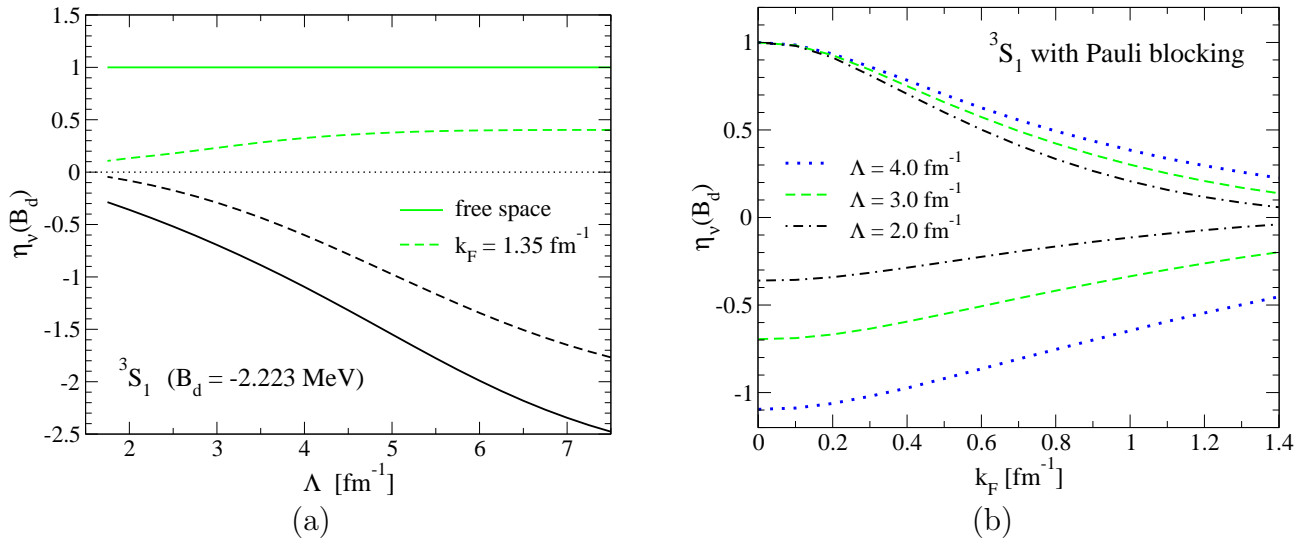 1.5
1
0.5
0
-0.5
-1
-1.5
-2
-2.5
η_ν(B_d)
free space
k_F = 1.35 fm^-1
^3S_1 (B_d = -2.223 MeV)
2 3 4 5 6 7
Λ [fm^-1]
(a)
1
0.5
0
-0.5
-1
η_ν(B_d)
^3S_1 with Pauli blocking
Λ = 4.0 fm^-1
Λ = 3.0 fm^-1
Λ = 2.0 fm^-1
0 0.2 0.4 0.6 0.8 1 1.2 1.4
k_F [fm^-1]
(b)